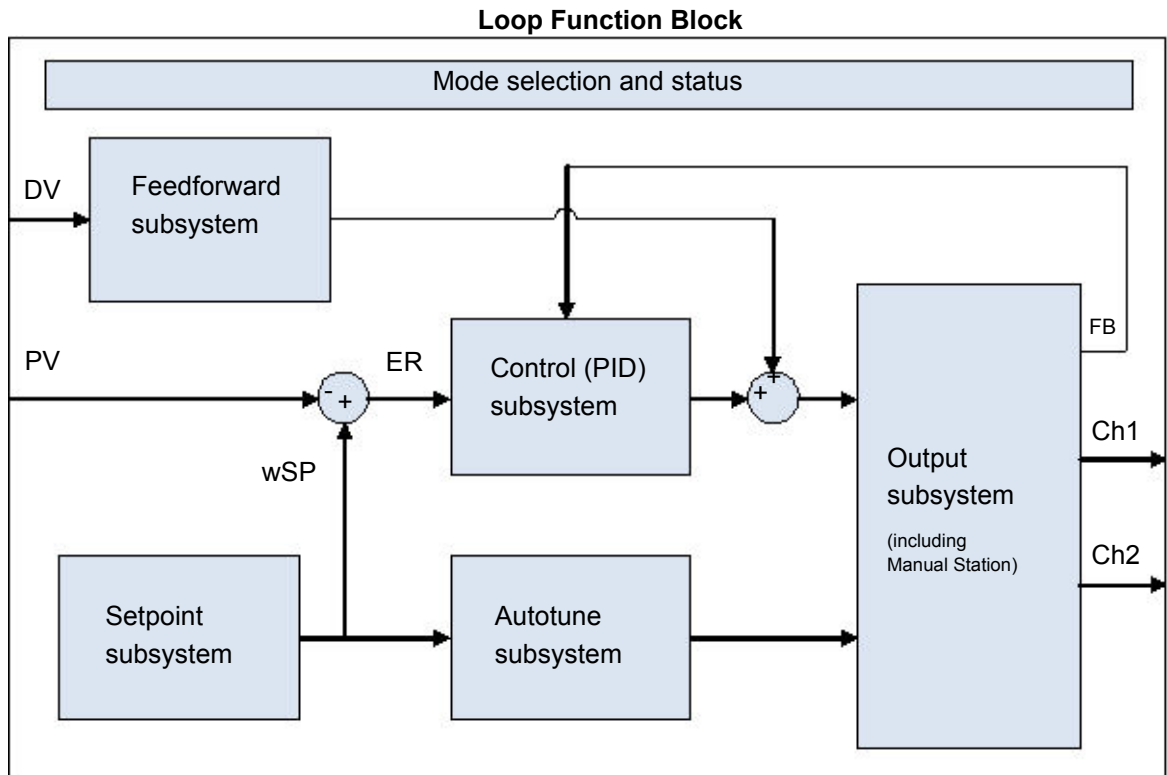 Loop Function Block
Mode selection and status
DV
Feedforward
subsystem
FB
PV
ER
Control (PID)
subsystem
-
+
+
+
Ch1
wSP
Output
subsystem
(including
Manual Station)
Ch2
Setpoint
subsystem
Autotune
subsystem